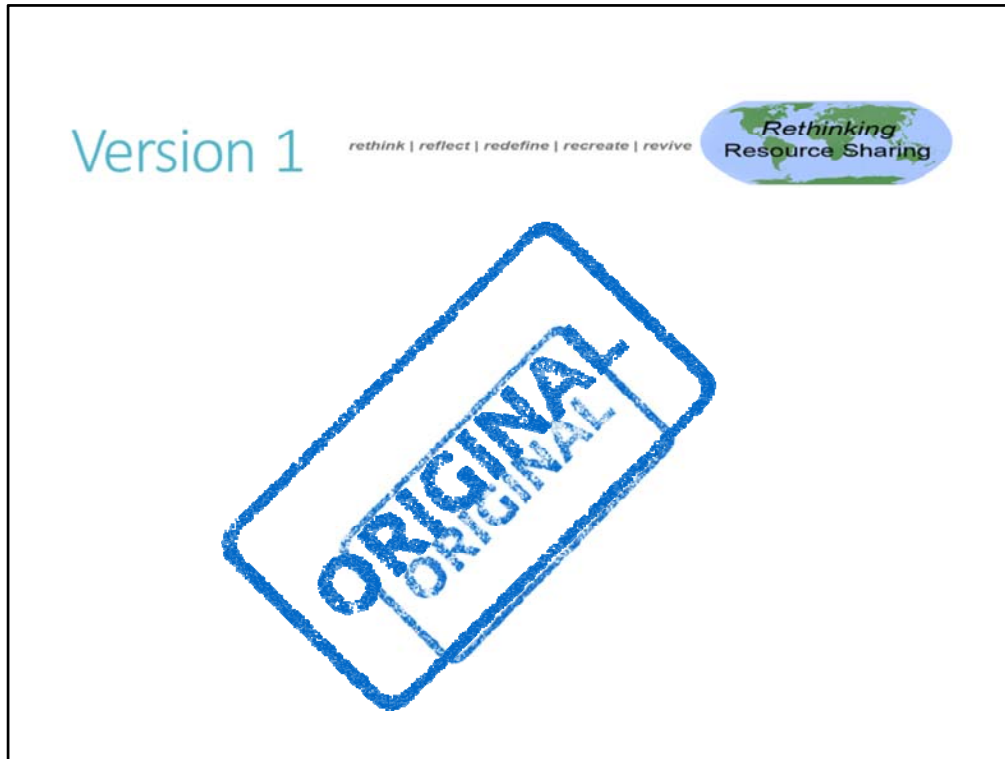 Version 1
rethink | reflect | redefine | recreate | revive
Rethinking
Resource Sharing
ORIGINAL
ORIGINAL